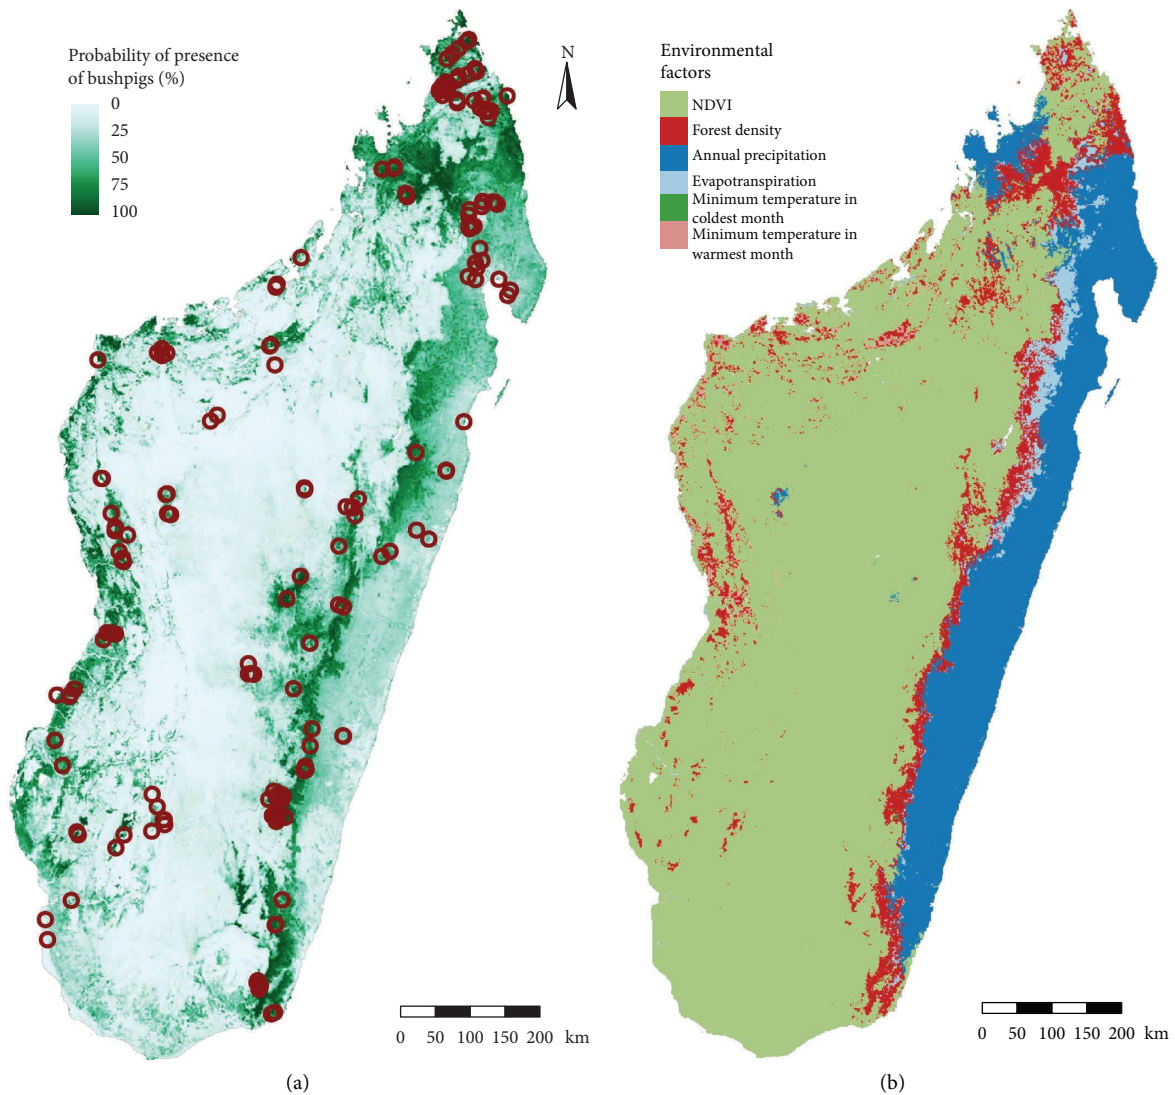 Probability of presence
of bushpigs (%)
0
25
50
75
100
N
0 50 100 150 200 km
(a)
Environmental
factors
NDVI
Forest density
Annual precipitation
Evapotranspiration
Minimum temperature in
coldest month
Minimum temperature in
warmest month
0 50 100 150 200 km
(b)